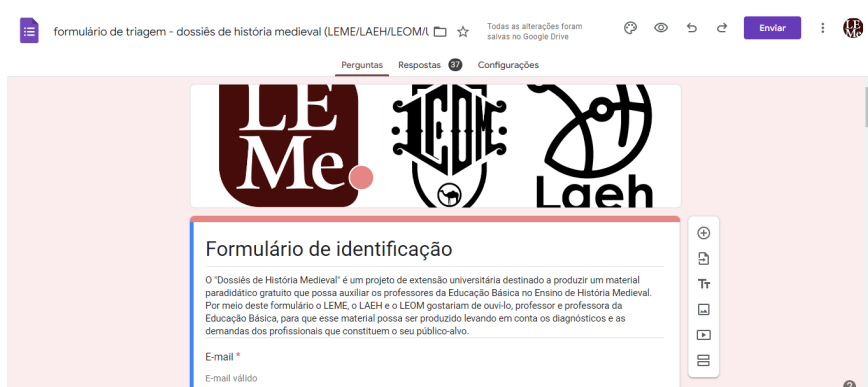 formulário de triagem - dossiês de história medieval (LEME/LAEH/LEOM/
Todas as alterações foram
salvas no Google Drive
Enviar
LE
Me
Perguntas Respostas 37 Configurações
LE
Me
LEOM
Laeh
Formulário de identificação
O "Dossiês de História Medieval" é um projeto de extensão universitária destinado a produzir um material
paradidático gratuito que possa auxiliar os professores da Educação Básica no Ensino de História Medieval.
Por meio deste formulário o LEME, o LAEH e o LEOM gostariam de ouvi-lo, professor e professora da
Educação Básica, para que esse material possa ser produzido levando em conta os diagnósticos e as
demandas dos profissionais que constituem o seu público-alvo.
Tт
E-mail *
E-mail válido